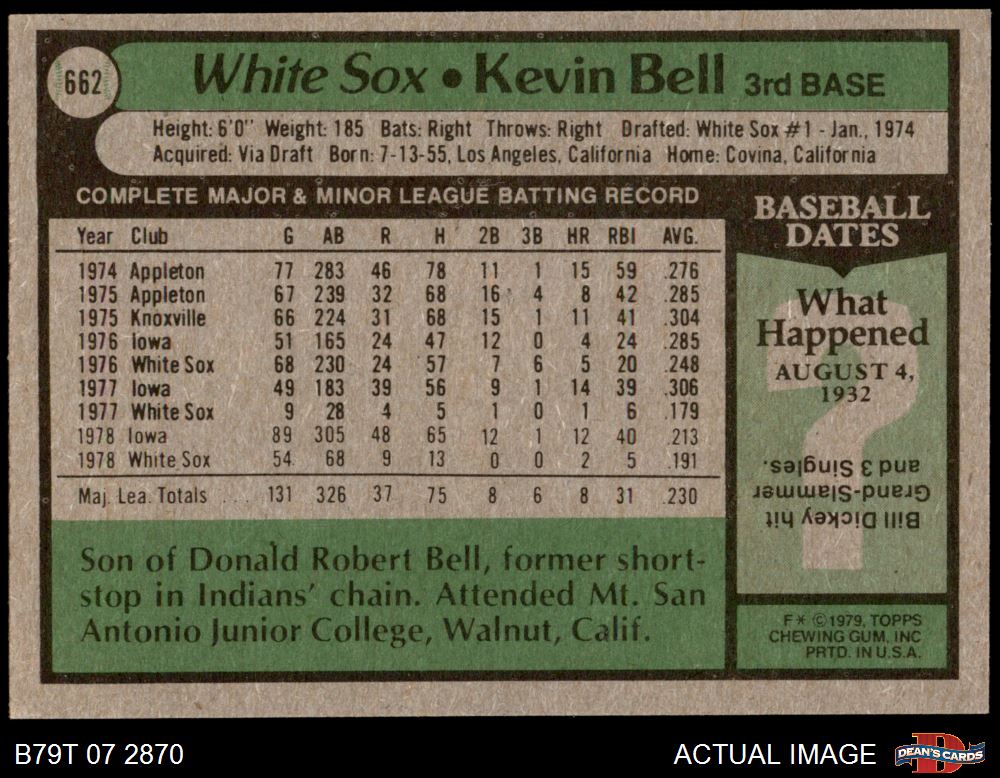 662
White Sox • Kevin Bell 3rd BASE
Height: 6'0" Weight: 185 Bats: Right Throws: Right Drafted: White Sox #1 - Jan., 1974
Acquired: Via Draft Born: 7-13-55, Los Angeles, California Home: Covina, California
COMPLETE MAJOR & MINOR LEAGUE BATTING RECORD
Year Club G AB R H 2B 3B HR RBI AVG.
1974 Appleton 77 283 46 78 11 1 15 59 .276
1975 Appleton 67 239 32 68 16 4 8 42 .285
1975 Knoxville 66 224 31 68 15 1 11 41 .304
1976 Iowa 51 165 24 47 12 0 4 24 .285
1976 White Sox 68 230 24 57 7 6 5 20 .248
1977 Iowa 49 183 39 56 9 1 14 39 .306
1977 White Sox 9 28 4 5 1 0 1 6 .179
1978 Iowa 89 305 48 65 12 1 12 40 .213
1978 White Sox 54 68 9 13 0 0 2 5 .191
Maj. Lea. Totals . . . 131 326 37 75 8 6 8 31 .230
Son of Donald Robert Bell, former short-
stop in Indians' chain. Attended Mt. San
Antonio Junior College, Walnut, Calif.
BASEBALL
DATES
What
Happened
AUGUST 4,
1932
?
Bill Dickey hit
Grand-Slammer
and 3 Singles.
F* © 1979, TOPPS
CHEWING GUM, INC
PRTD. IN U.S.A.
B79T 07 2870
ACTUAL IMAGE
D
DEAN'S CARDS